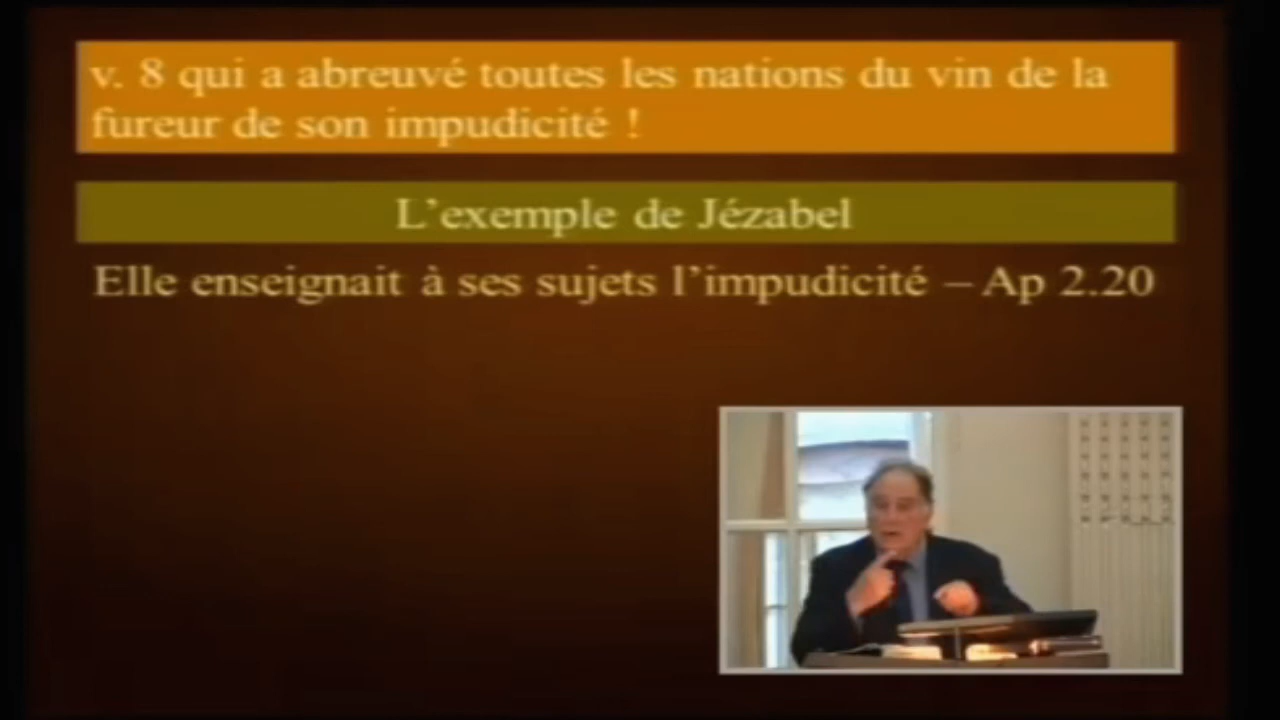 v. 8 qui a abreuvé toutes les nations du vin de la
fureur de son impudicité !
L’exemple de Jézabel
Elle enseignait à ses sujets l’impudicité – Ap 2.20